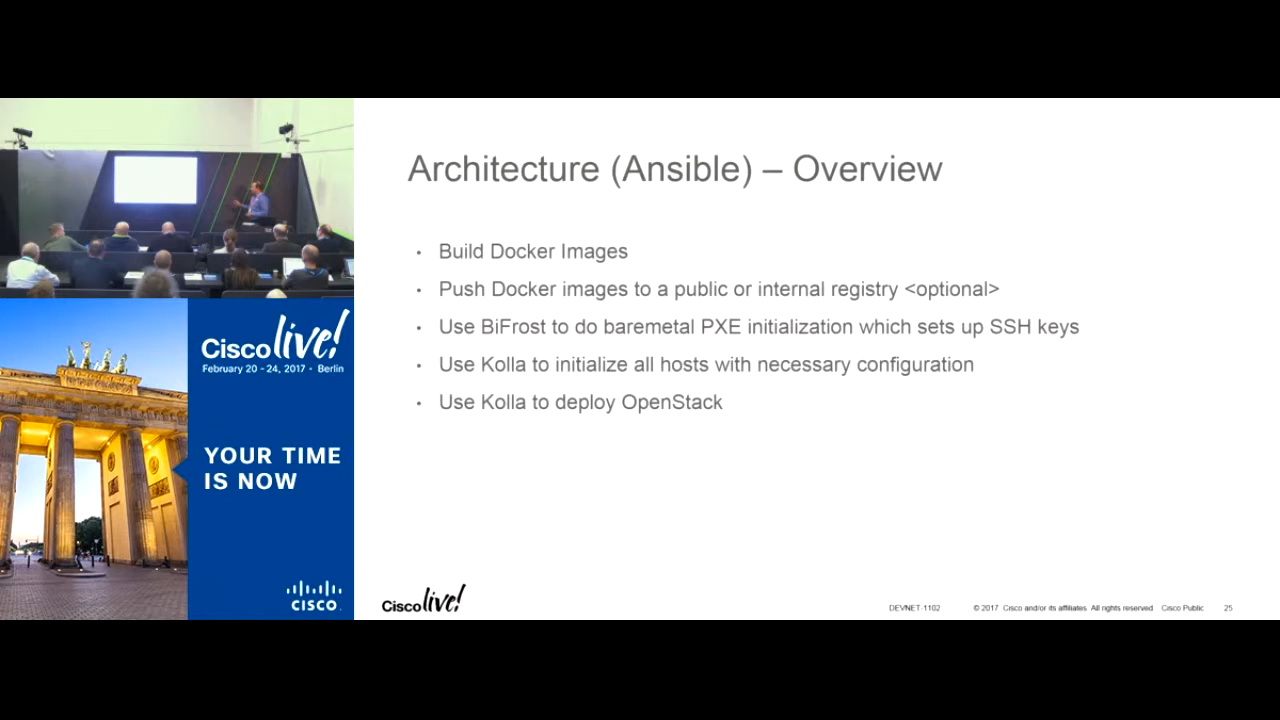 Architecture (Ansible) – Overview
• Build Docker Images
• Push Docker images to a public or internal registry <optional>
• Use BiFrost to do baremetal PXE initialization which sets up SSH keys
• Use Kolla to initialize all hosts with necessary configuration
• Use Kolla to deploy OpenStack
Cisco live!
February 20 - 24, 2017 • Berlin
YOUR TIME
IS NOW
CISCO
Cisco live!
DEVNET-1102 © 2017 Cisco and/or its affiliates. All rights reserved. Cisco Public 25